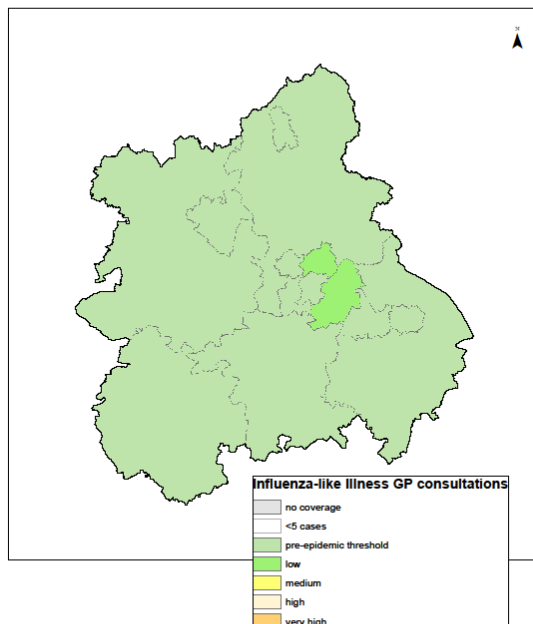 Influenza-like Illness GP consultations
no coverage
<5 cases
pre-epidemic threshold
low
medium
high
very high